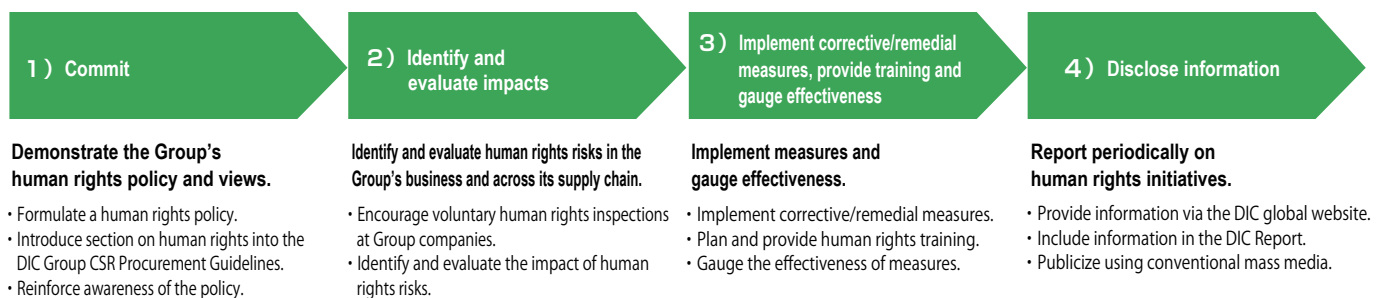 1）Commit
Demonstrate the Group's
human rights policy and views.
・Formulate a human rights policy.
・Introduce section on human rights into the
DIC Group CSR Procurement Guidelines.
・Reinforce awareness of the policy.
2）Identify and
evaluate impacts
Identify and evaluate human rights risks in the
Group's business and across its supply chain.
・Encourage voluntary human rights inspections
at Group companies.
・Identify and evaluate the impact of human
rights risks.
3）Implement corrective/remedial
measures, provide training and
gauge effectiveness
Implement measures and
gauge effectiveness.
・Implement corrective/remedial measures.
・Plan and provide human rights training.
・Gauge the effectiveness of measures.
4）Disclose information
Report periodically on
human rights initiatives.
・Provide information via the DIC global website.
・Include information in the DIC Report.
・Publicize using conventional mass media.